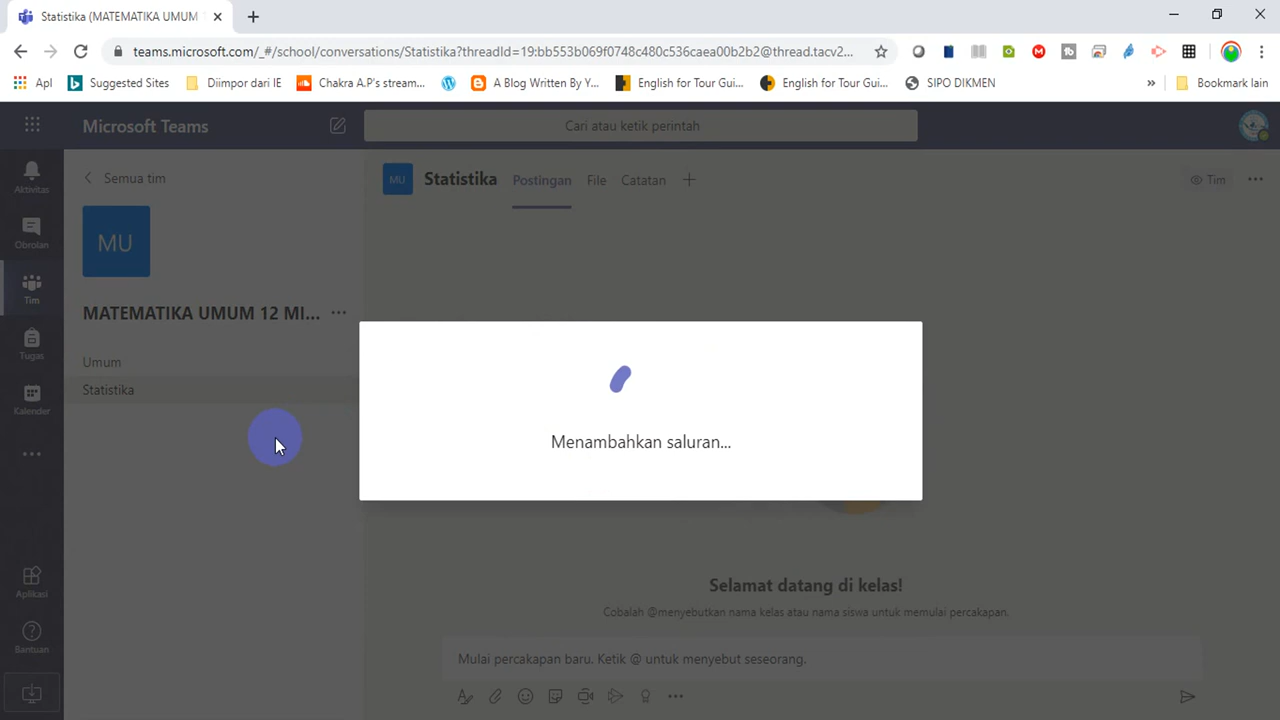 Statistika (MATEMATIKA UMUM 1
teams.microsoft.com/_#/school/conversations/Statistika?threadId=19:bb553b069f0748c480c536caea00b2b2@thread.tacv2...
Apl
Suggested Sites
Diimpor dari IE
Chakra A.P's stream...
A Blog Written By Y...
English for Tour Gui...
English for Tour Gui...
SIPO DIKMEN
»
Bookmark lain
Microsoft Teams
Cari atau ketik perintah
Aktivitas
Obrolan
Tim
Tugas
Kalender
Aplikasi
Bantuan
Semua tim
MU
MATEMATIKA UMUM 12 MI...
Umum
Statistika
MU
Statistika
Postingan
File
Catatan
Tim
Menambahkan saluran...
Selamat datang di kelas!
Cobalah @menyebutkan nama kelas atau nama siswa untuk memulai percakapan.
Mulai percakapan baru. Ketik @ untuk menyebut seseorang.